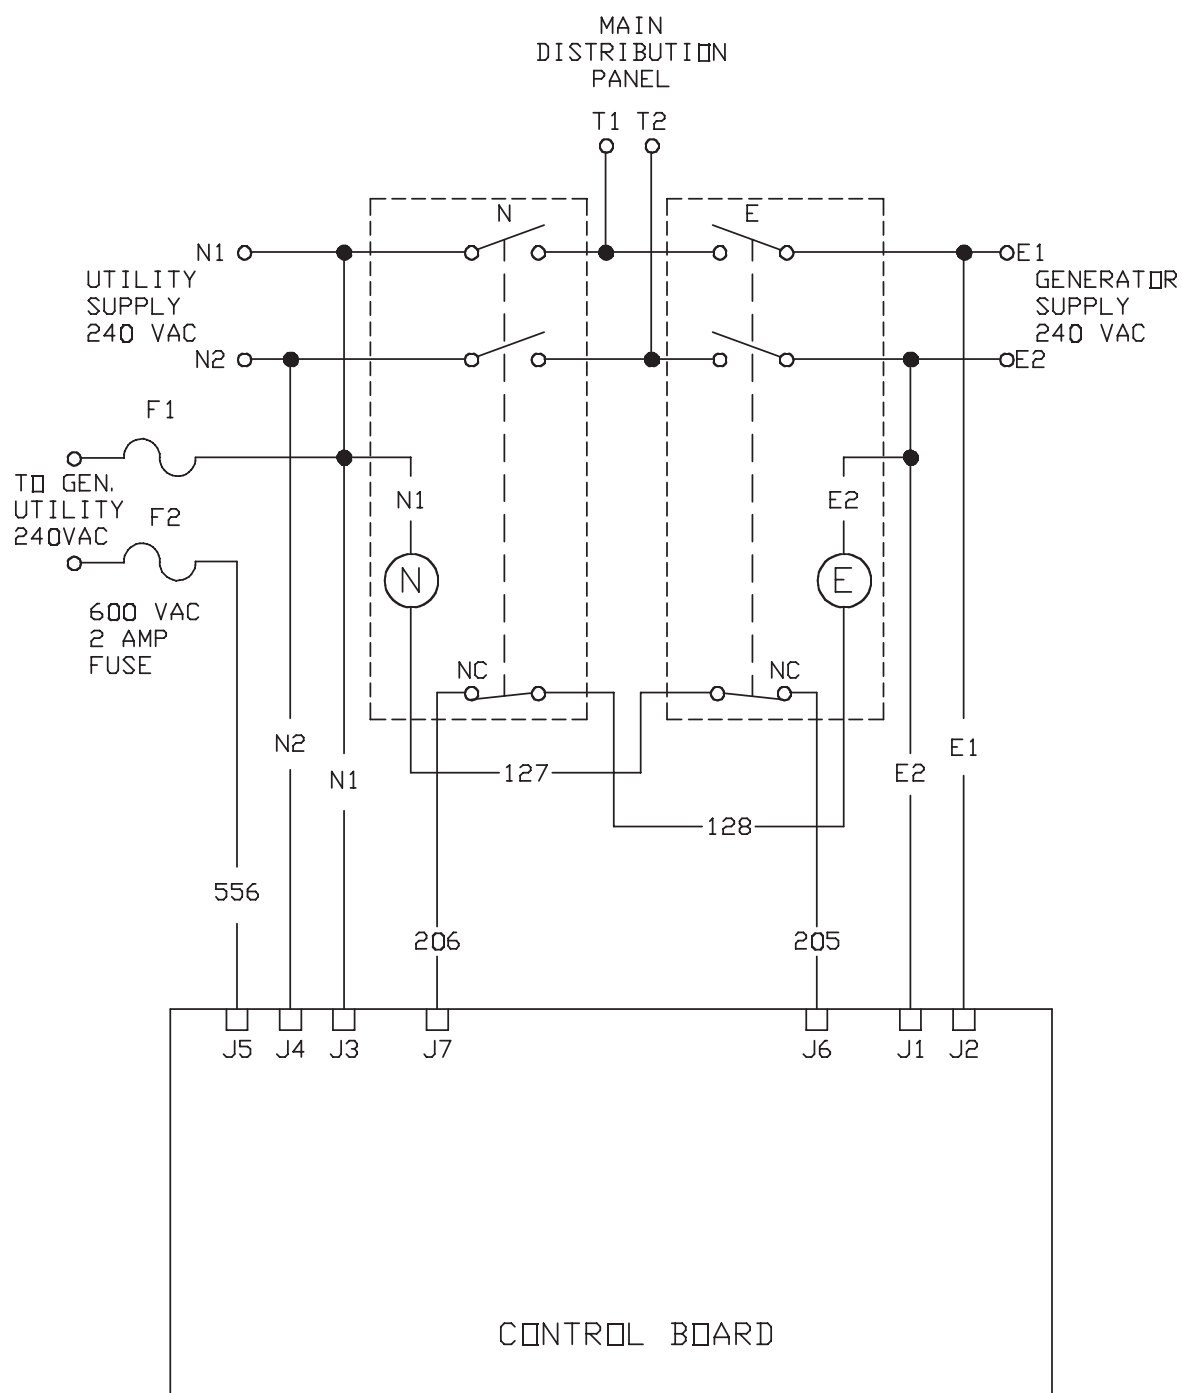 MAIN
DISTRIBUTION
PANEL
T1 T2
N E
N1 E1
UTILITY
SUPPLY
240 VAC
GENERATOR
SUPPLY
240 VAC
N2 E2
F1
TO GEN.
UTILITY
240VAC
F2
N1 E2
N E
600 VAC
2 AMP
FUSE
NC NC
N2 E1
N1 127 E2
128
556
206 205
J5 J4 J3 J7 J6 J1 J2
CONTROL BOARD